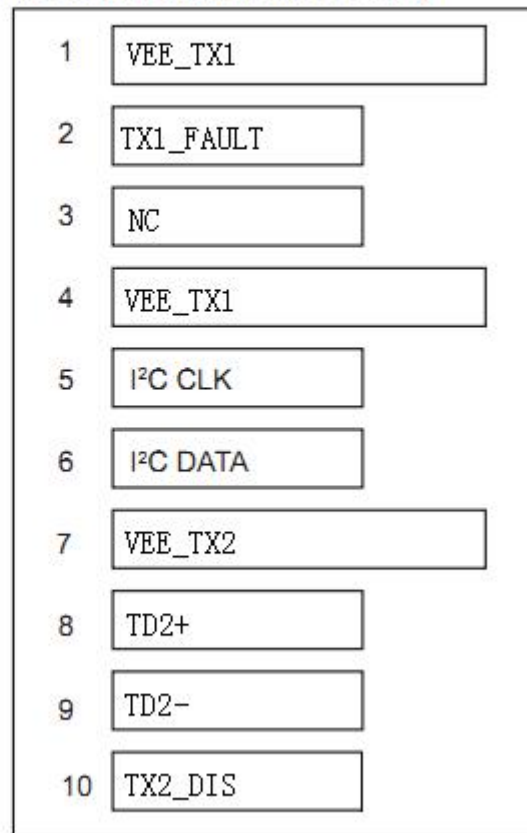 1 VEE_TX1
2 TX1_FAULT
3 NC
4 VEE_TX1
5 I²C CLK
6 I²C DATA
7 VEE_TX2
8 TD2+
9 TD2-
10 TX2_DIS